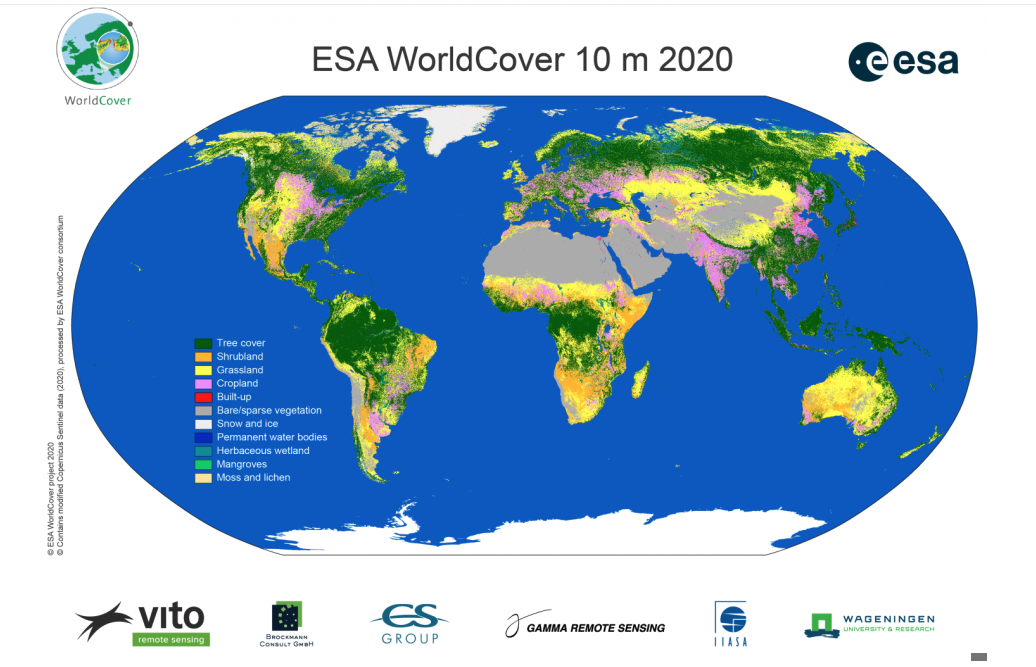 ESA WorldCover 10 m 2020
esa
WorldCover
Tree cover
Shrubland
Grassland
Cropland
Built-up
Bare/sparse vegetation
Snow and ice
Permanent water bodies
Herbaceous wetland
Mangroves
Moss and lichen
© ESA WorldCover project 2020
© Contains modified Copernicus Sentinel data (2020), processed by ESA WorldCover consortium
vito
remote sensing
BROCKMANN
CONSULT GMBH
CS
GROUP
GAMMA REMOTE SENSING
IIASA
WAGENINGEN
UNIVERSITY & RESEARCH